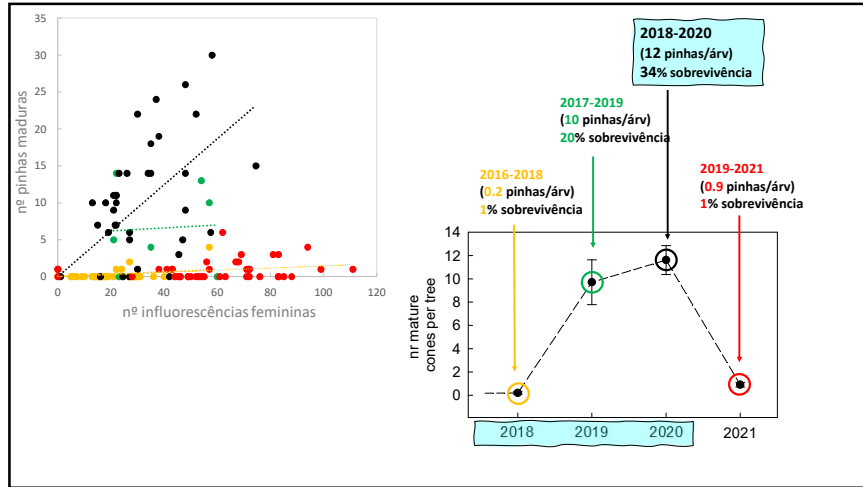 35
30
25
20
15
10
5
0
nº pinhas maduras
0 20 40 60 80 100 120
nº influorescências femininas
2018-2020
(12 pinhas/árv)
34% sobrevivência
2017-2019
(10 pinhas/árv)
20% sobrevivência
2016-2018
(0.2 pinhas/árv)
1% sobrevivência
2019-2021
(0.9 pinhas/árv)
1% sobrevivência
14
12
10
8
6
4
2
0
nr mature
cones per tree
2018 2019 2020 2021